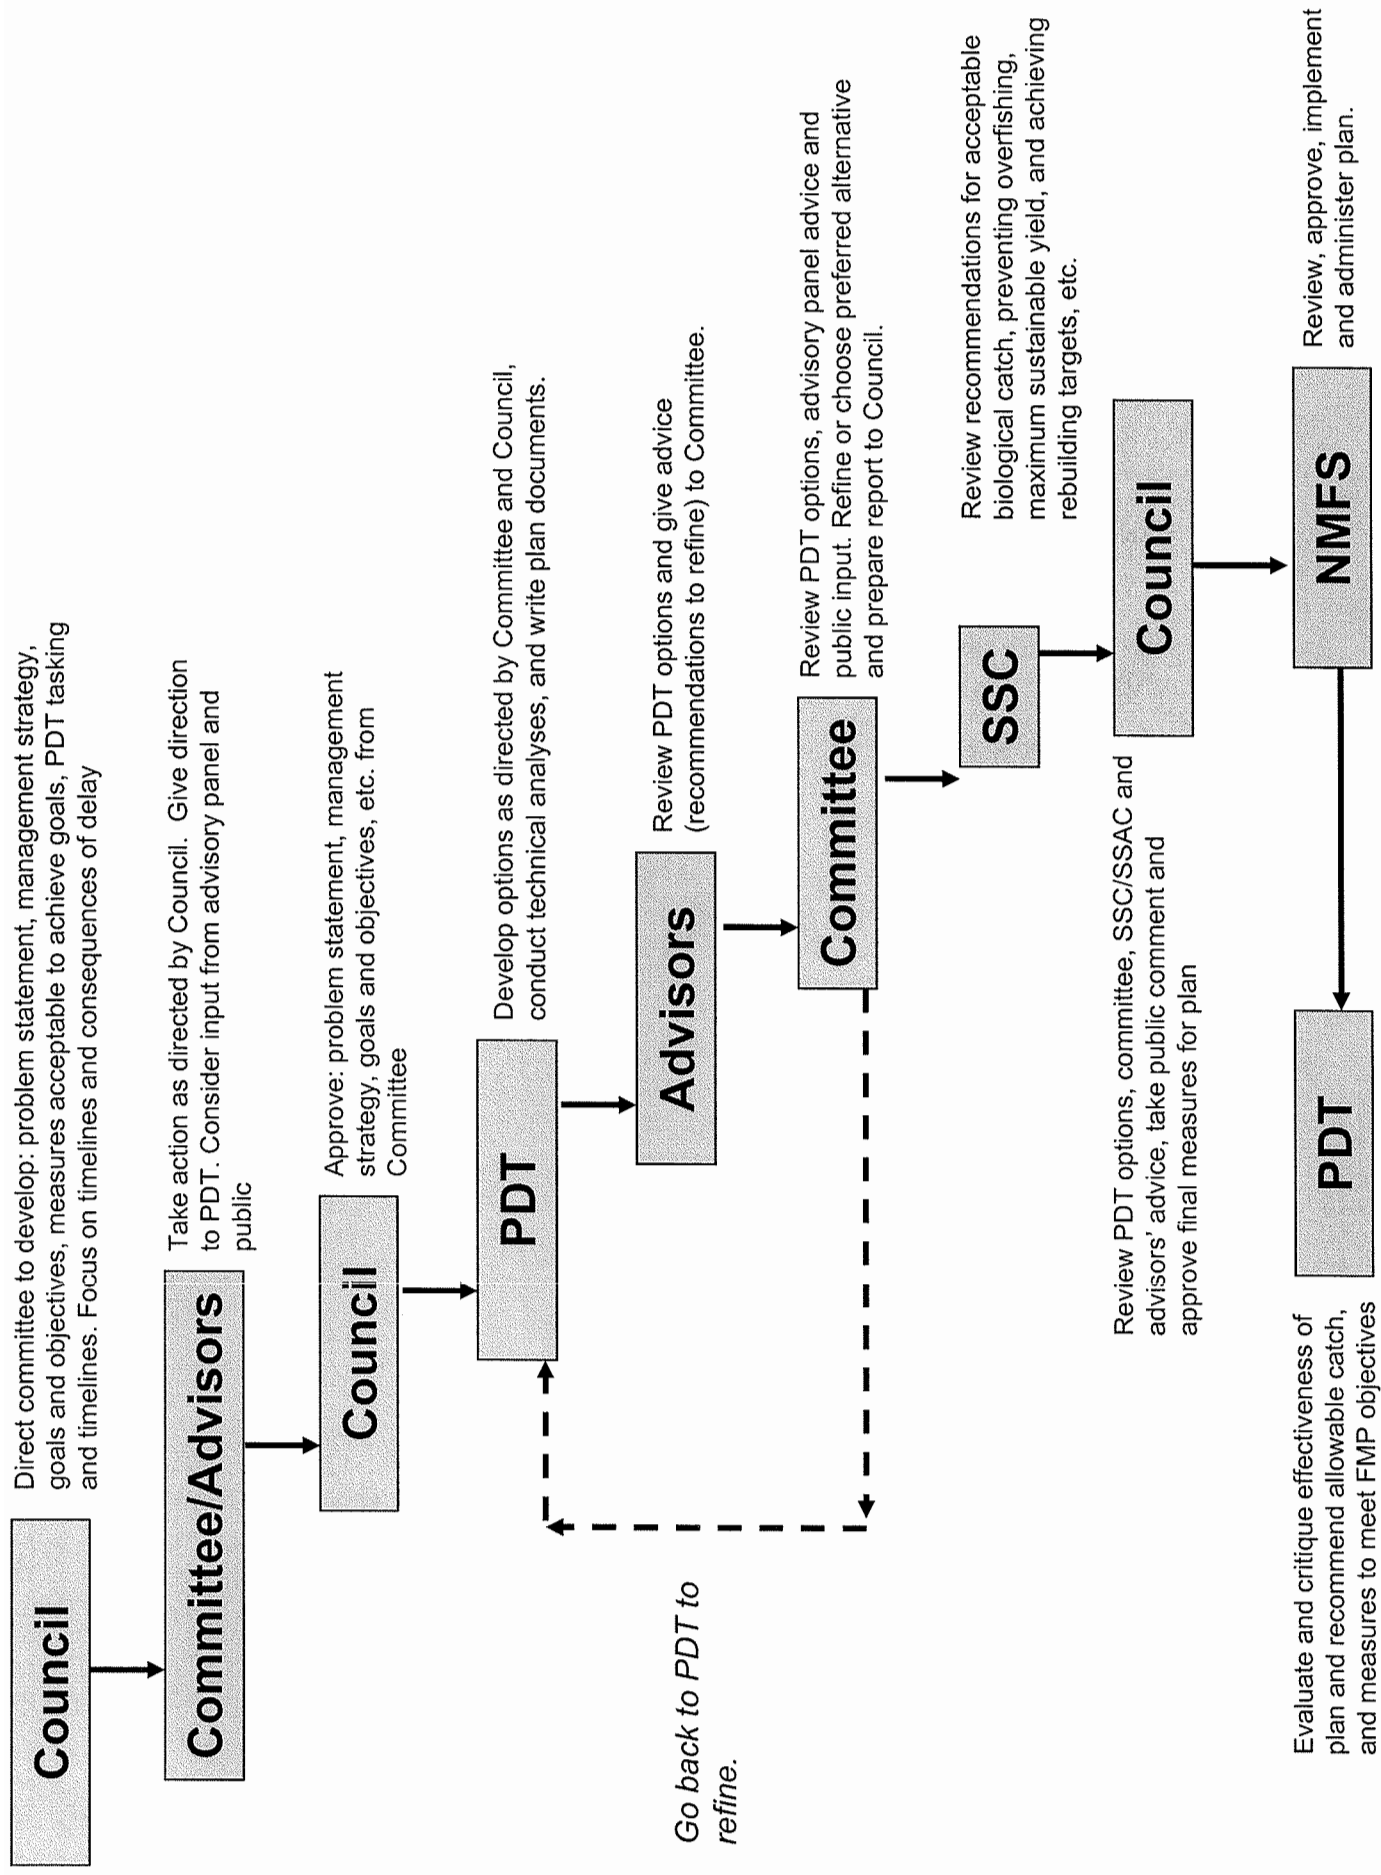 Council
Direct committee to develop: problem statement, management strategy,
goals and objectives, measures acceptable to achieve goals, PDT tasking
and timelines. Focus on timelines and consequences of delay
Committee/Advisors
Take action as directed by Council.  Give direction
to PDT. Consider input from advisory panel and
public
Council
Approve: problem statement, management
strategy, goals and objectives, etc. from
Committee
PDT
Develop options as directed by Committee and Council,
conduct technical analyses, and write plan documents.
Advisors
Review PDT options and give advice
(recommendations to refine) to Committee.
Go back to PDT to
refine.
Committee
Review PDT options, advisory panel advice and
public input. Refine or choose preferred alternative
and prepare report to Council.
SSC
Review recommendations for acceptable
biological catch, preventing overfishing,
maximum sustainable yield, and achieving
rebuilding targets, etc.
Council
Review PDT options, committee, SSC/SSAC and
advisors' advice, take public comment and
approve final measures for plan
NMFS
Review, approve, implement
and administer plan.
PDT
Evaluate and critique effectiveness of
plan and recommend allowable catch,
and measures to meet FMP objectives